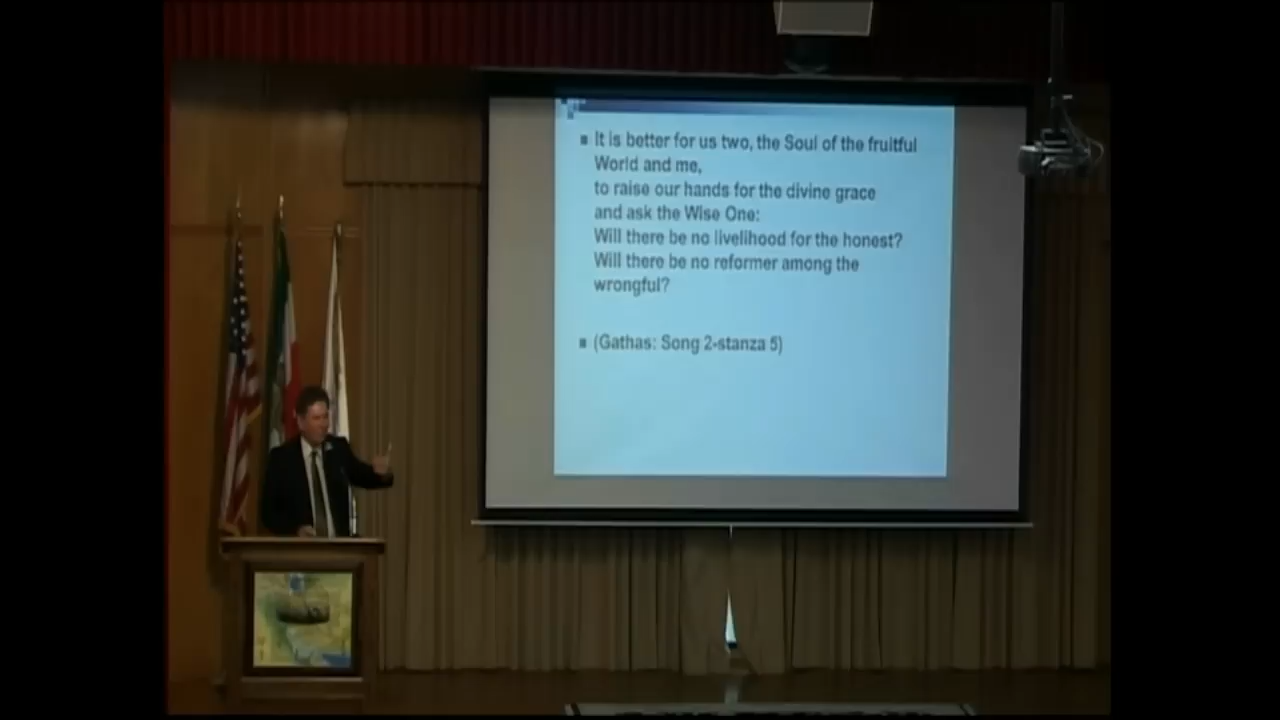 It is better for us two, the Soul of the fruitful
World and me,
to raise our hands for the divine grace
and ask the Wise One:
Will there be no livelihood for the honest?
Will there be no reformer among the
wrongful?
(Gathas: Song 2-stanza 5)